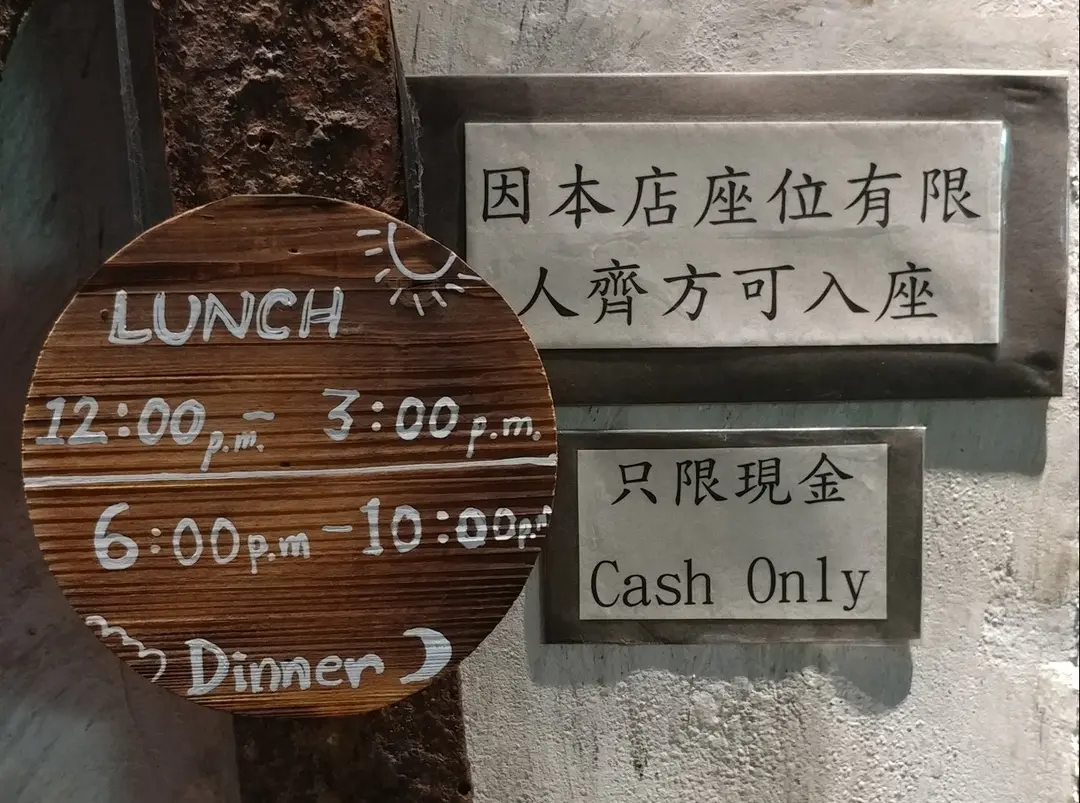 LUNCH
12:00p.m. – 3:00p.m.
6:00p.m – 10:00p.m
Dinner
因本店座位有限
人齊方可入座
只限現金
Cash Only